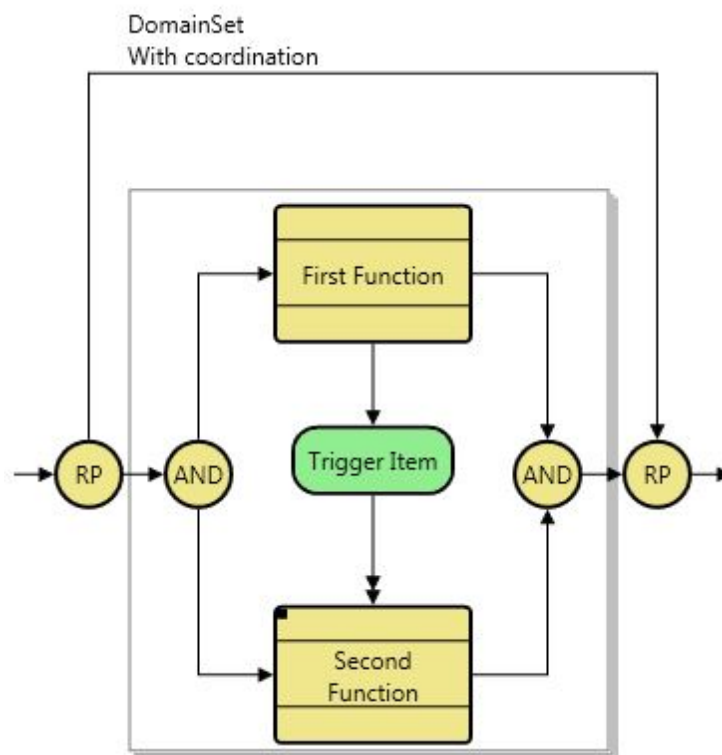 DomainSet
With coordination
First Function
RP
AND
Trigger Item
AND
RP
Second
Function